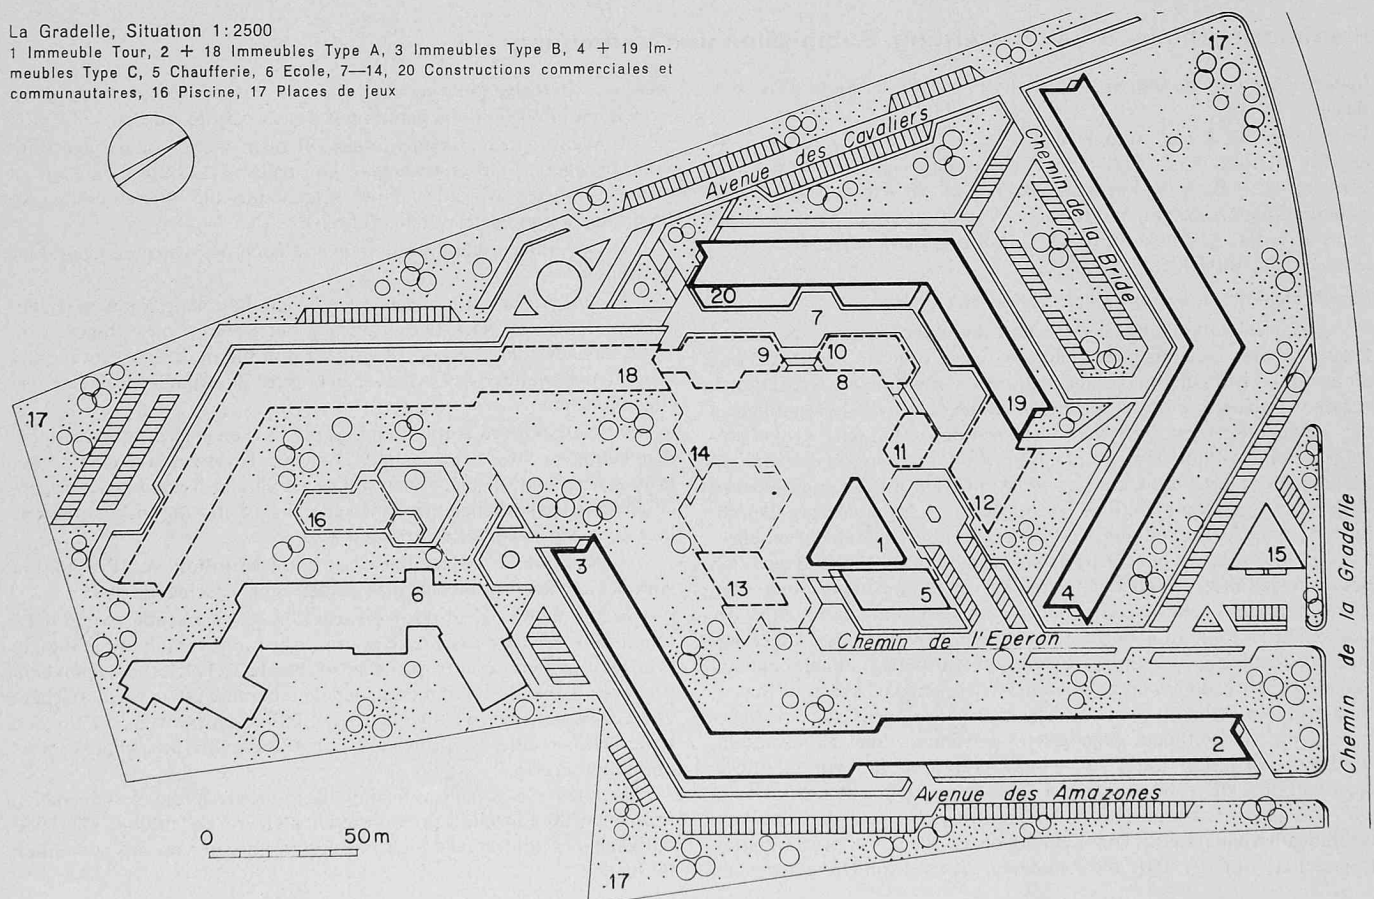 La Gradelle, Situation 1:2500
1 Immeuble Tour, 2 + 18 Immeubles Type A, 3 Immeubles Type B, 4 + 19 Im-
meubles Type C, 5 Chaufferie, 6 Ecole, 7—14, 20 Constructions commerciales et
communautaires, 16 Piscine, 17 Places de jeux
17
Avenue des Cavaliers
Chemin de la Bride
20
7
9
10
18
8
19
17
14
11
12
16
1
15
3
13
5
4
6
Chemin de l'Eperon
Chemin de la Gradelle
2
Avenue des Amazones
0 50m
17